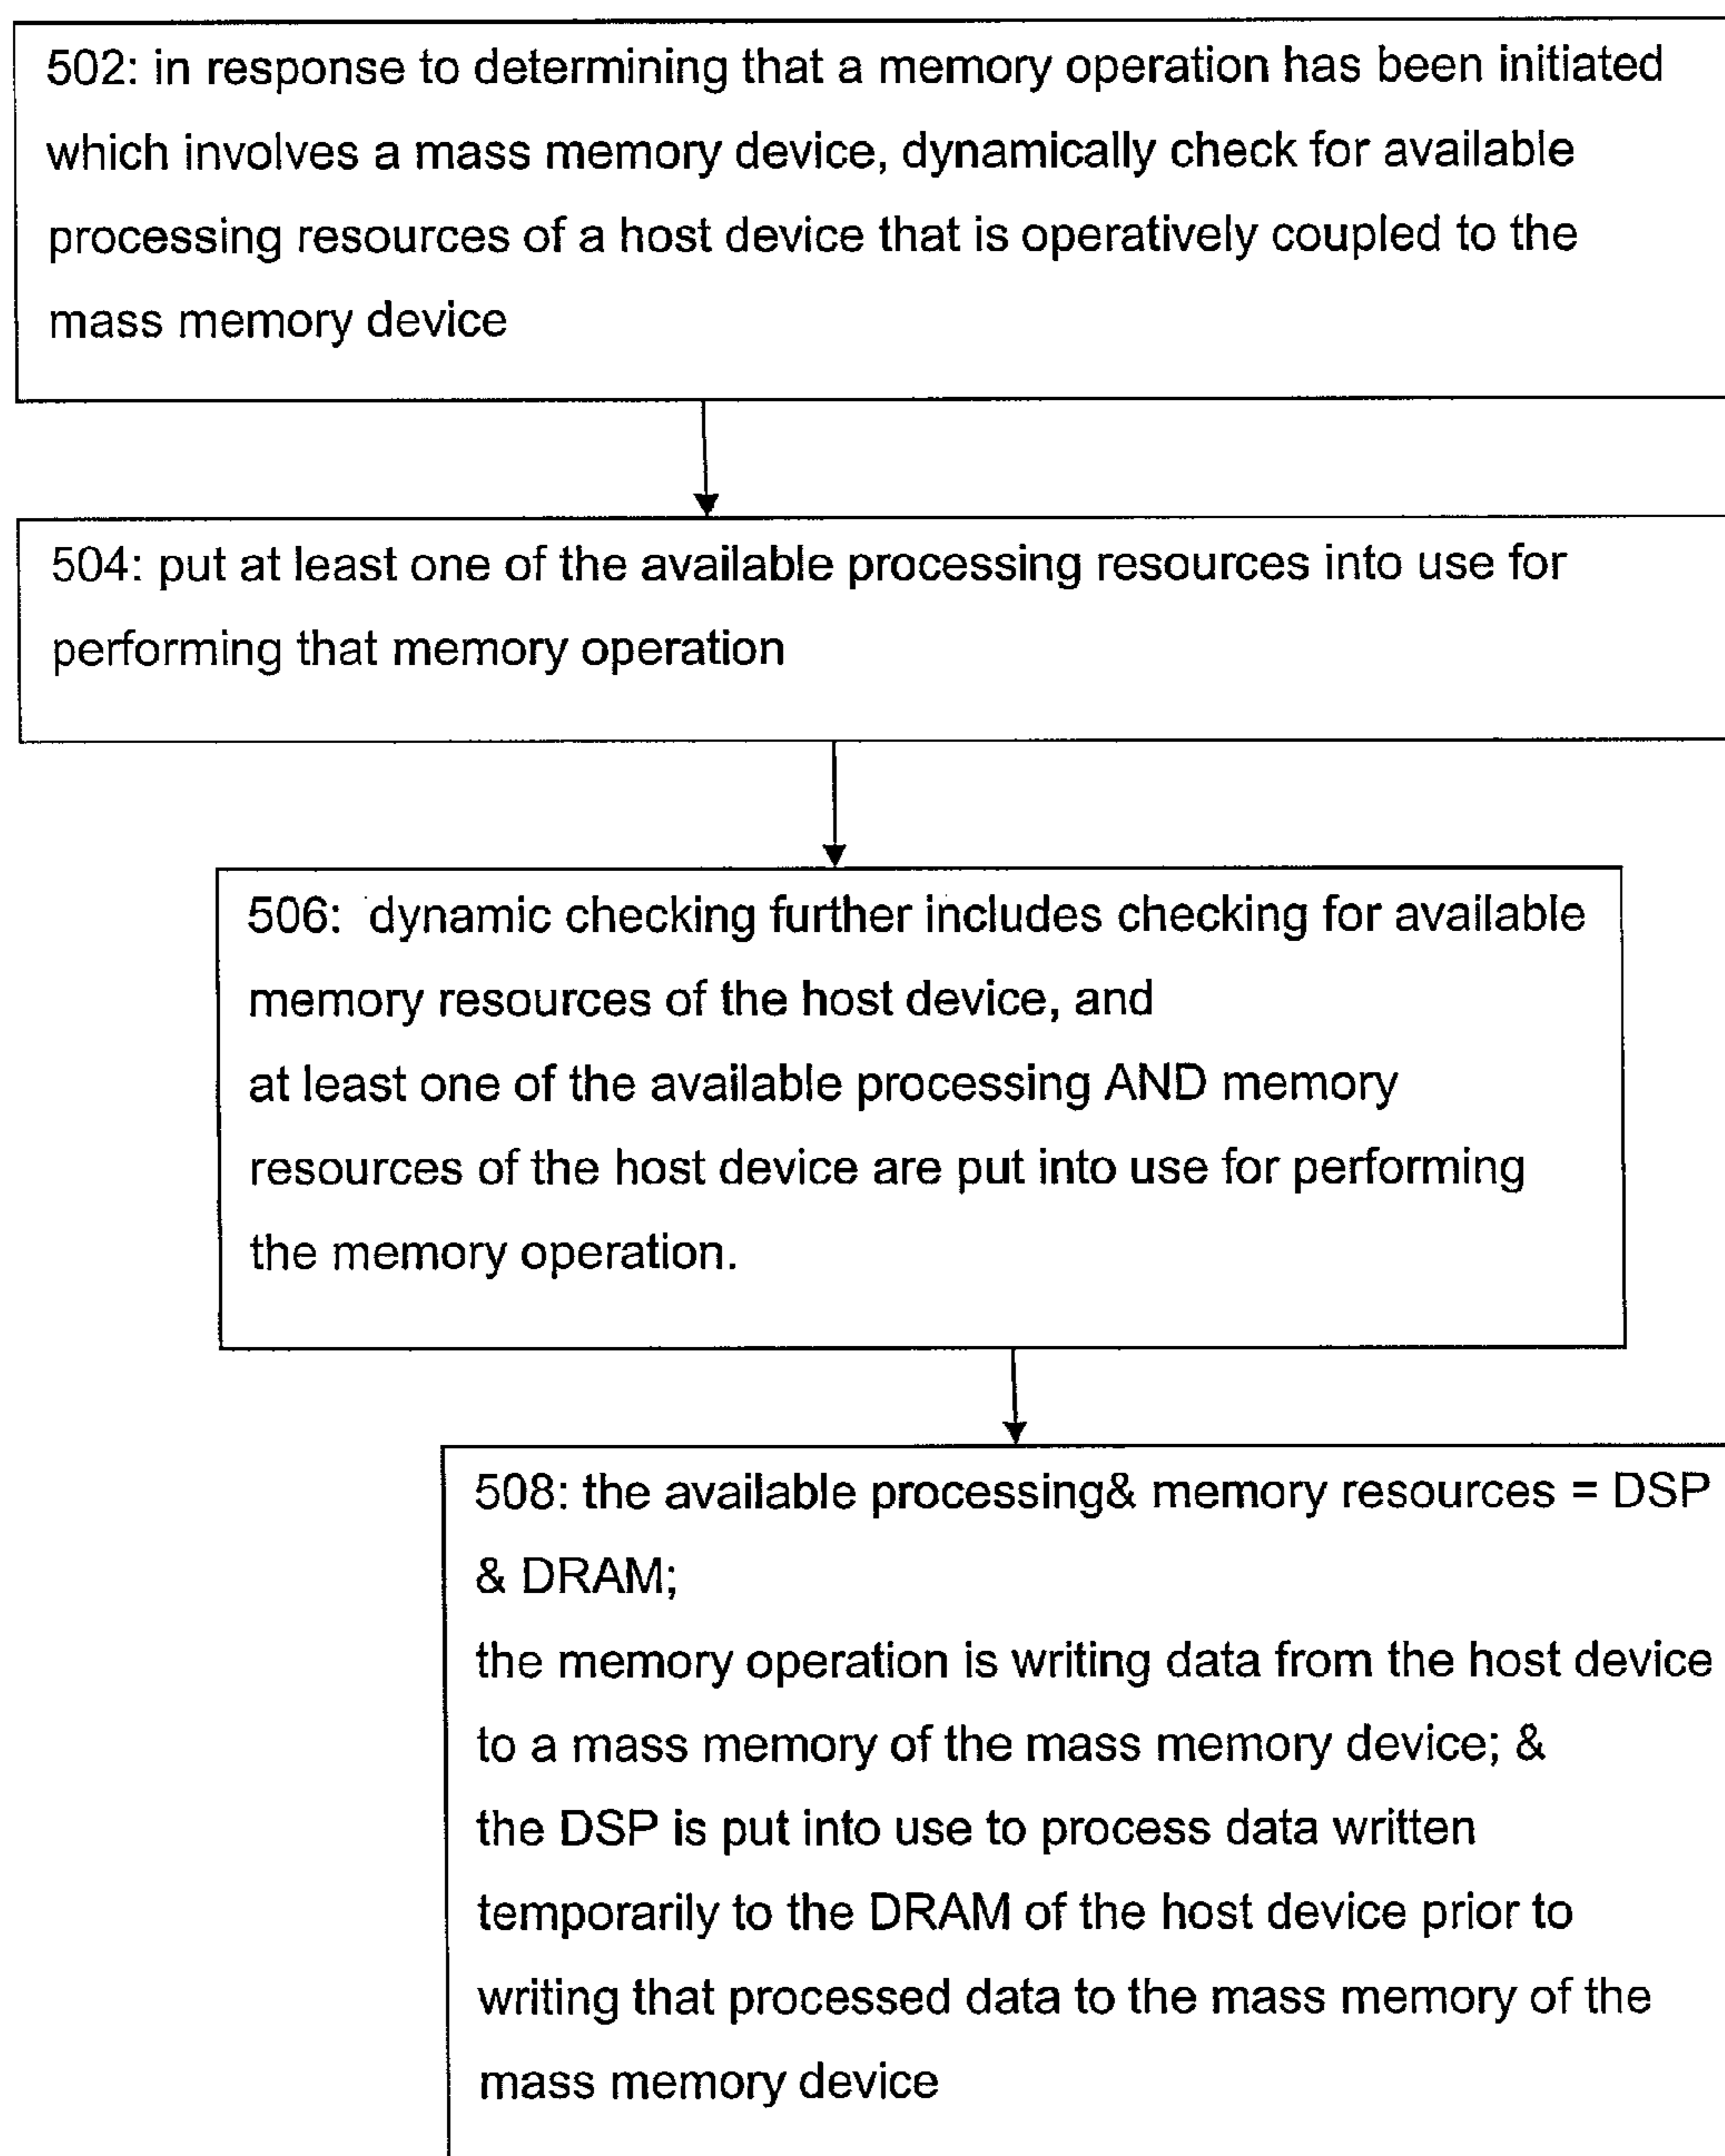 502: in response to determining that a memory operation has been initiated
which involves a mass memory device, dynamically check for available
processing resources of a host device that is operatively coupled to the
mass memory device
504: put at least one of the available processing resources into use for
performing that memory operation
506: dynamic checking further includes checking for available
memory resources of the host device, and
at least one of the available processing AND memory
resources of the host device are put into use for performing
the memory operation.
508: the available processing& memory resources = DSP
& DRAM;
the memory operation is writing data from the host device
to a mass memory of the mass memory device; &
the DSP is put into use to process data written
temporarily to the DRAM of the host device prior to
writing that processed data to the mass memory of the
mass memory device